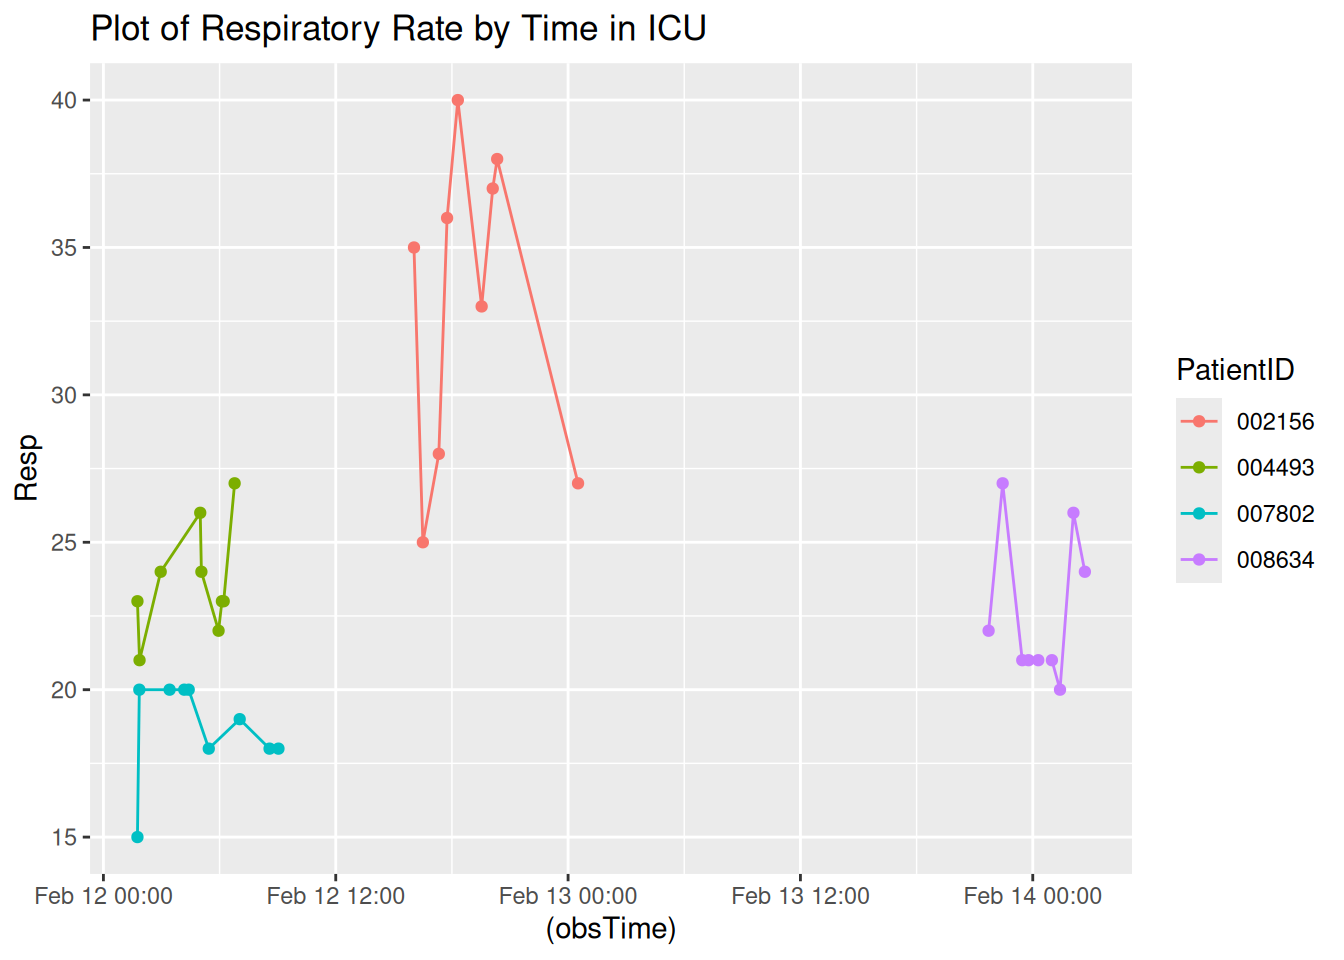 Plot of Respiratory Rate by Time in ICU
40
35
30
25
20
15
Resp
Feb 12 00:00
Feb 12 12:00
Feb 13 00:00
Feb 13 12:00
Feb 14 00:00
(obsTime)
PatientID
002156
004493
007802
008634